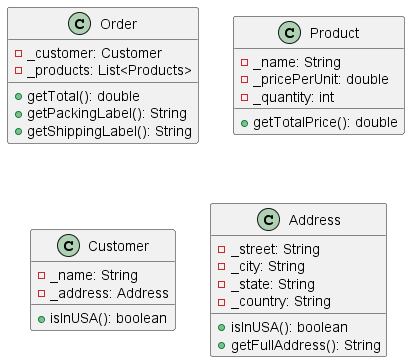 C Order
_customer: Customer
_products: List<Products>
getTotal(): double
getPackingLabel(): String
getShippingLabel(): String
C Product
_name: String
_pricePerUnit: double
_quantity: int
getTotalPrice(): double
C Customer
_name: String
_address: Address
isInUSA(): boolean
C Address
_street: String
_city: String
_state: String
_country: String
isInUSA(): boolean
getFullAddress(): String